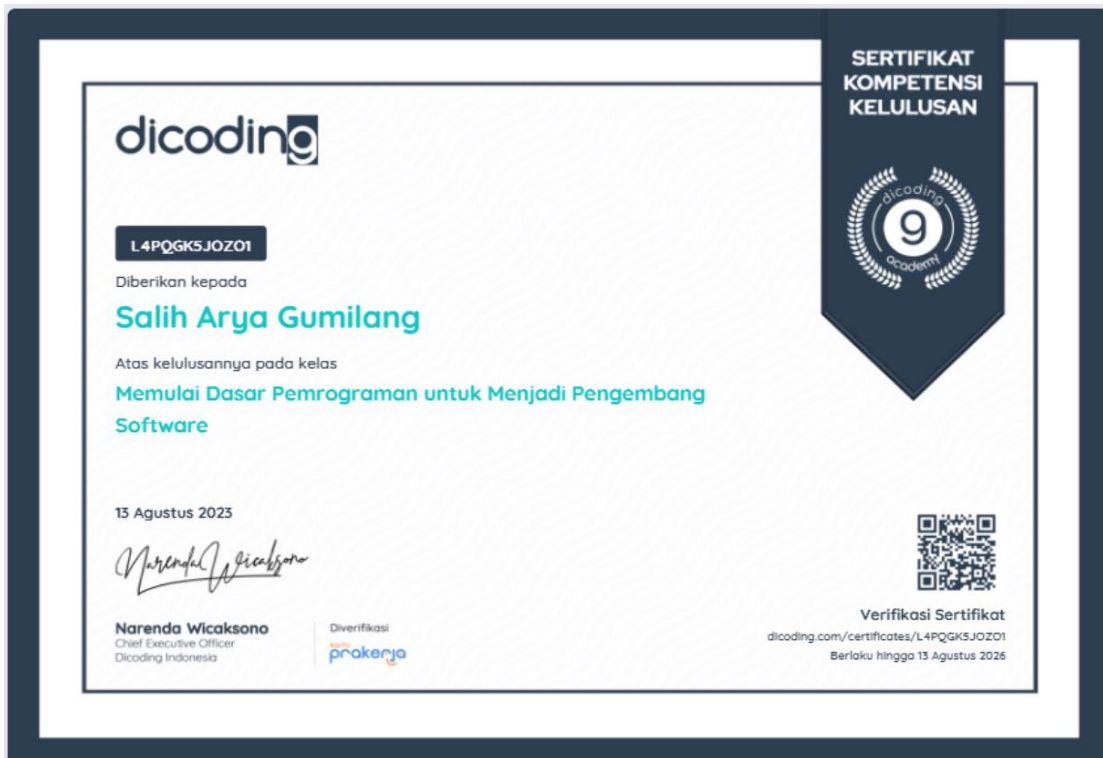 SERTIFIKAT
KOMPETENSI
KELULUSAN
dicoding
dicoding
9
academy
L4PQGK5JOZO1
Diberikan kepada
Salih Arya Gumilang
Atas kelulusannya pada kelas
Memulai Dasar Pemrograman untuk Menjadi Pengembang
Software
13 Agustus 2023
Narenda Wicaksono
Narenda Wicaksono
Chief Executive Officer
Dicoding Indonesia
Diverifikasi
kartu
prakerja
Verifikasi Sertifikat
dicoding.com/certificates/L4PQGK5JOZO1
Berlaku hingga 13 Agustus 2026